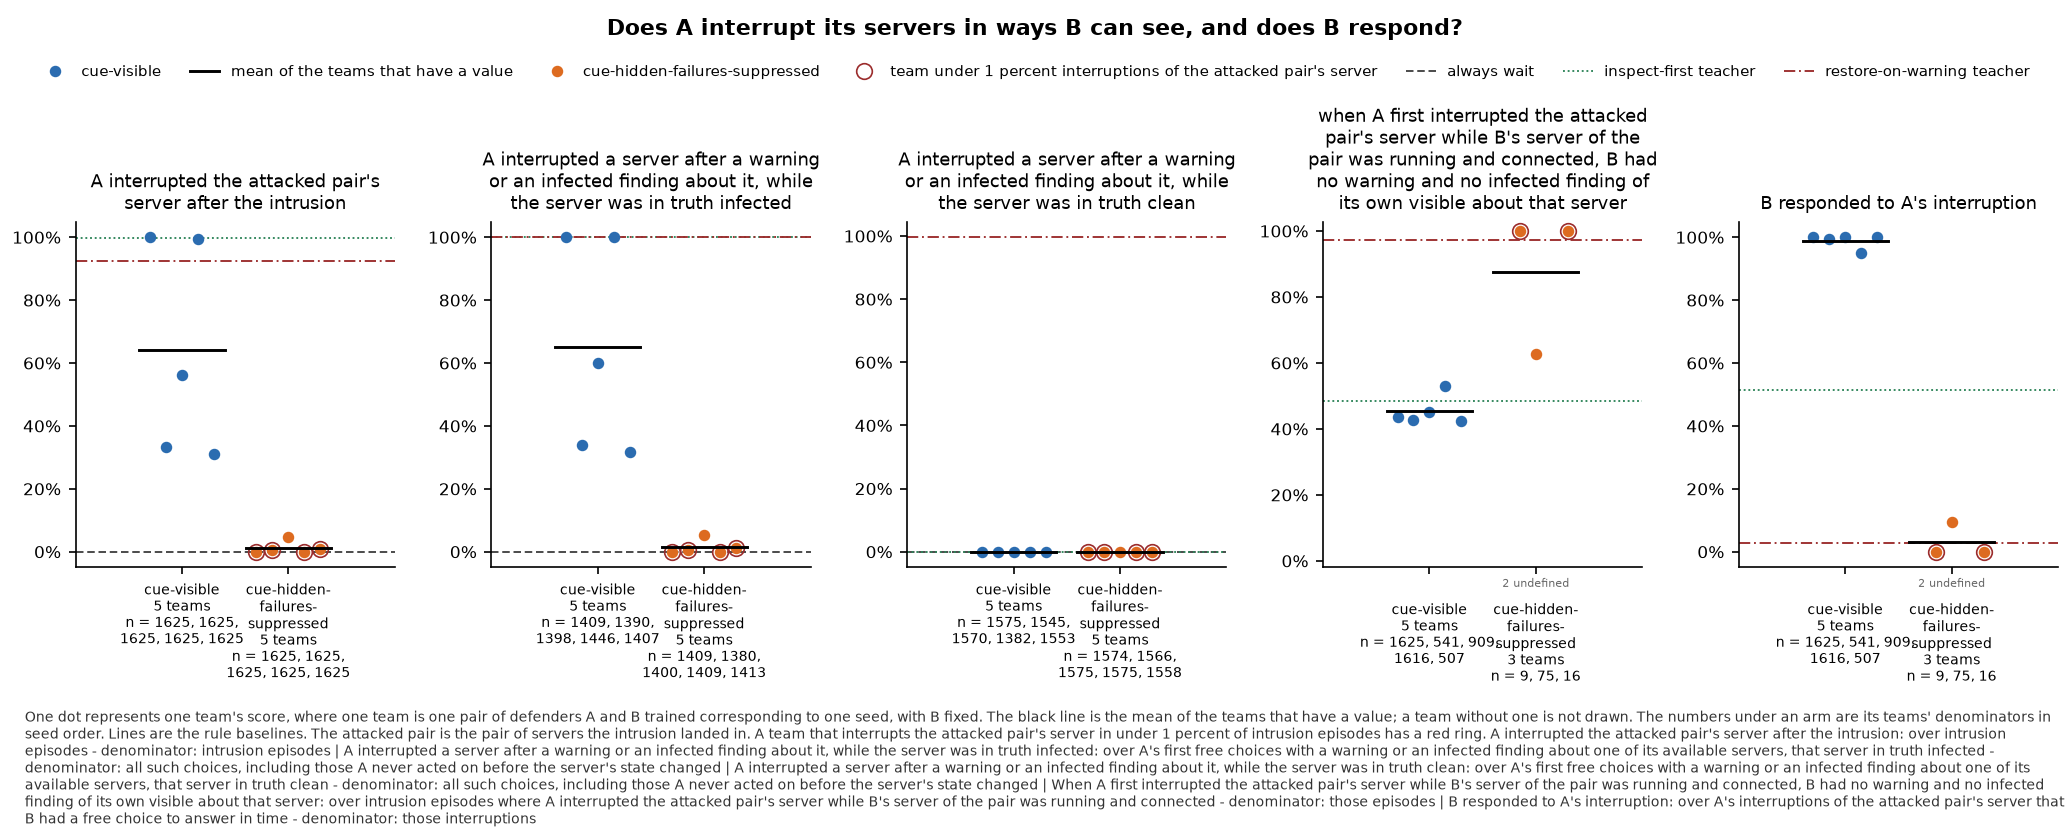 Does A interrupt its servers in ways B can see, and does B respond?
cue-visible
mean of the teams that have a value
cue-hidden-failures-suppressed
team under 1 percent interruptions of the attacked pair's server
always wait
inspect-first teacher
restore-on-warning teacher
A interrupted the attacked pair's
server after the intrusion
100%
80%
60%
40%
20%
0%
cue-visible
5 teams
n = 1625, 1625,
1625, 1625, 1625
cue-hidden-
failures-
suppressed
5 teams
n = 1625, 1625,
1625, 1625, 1625
A interrupted a server after a warning
or an infected finding about it, while
the server was in truth infected
100%
80%
60%
40%
20%
0%
cue-visible
5 teams
n = 1409, 1390,
1398, 1446, 1407
cue-hidden-
failures-
suppressed
5 teams
n = 1409, 1380,
1400, 1409, 1413
A interrupted a server after a warning
or an infected finding about it, while
the server was in truth clean
100%
80%
60%
40%
20%
0%
cue-visible
5 teams
n = 1575, 1545,
1570, 1382, 1553
cue-hidden-
failures-
suppressed
5 teams
n = 1574, 1566,
1575, 1575, 1558
when A first interrupted the attacked
pair's server while B's server of the
pair was running and connected, B had
no warning and no infected finding of
its own visible about that server
100%
80%
60%
40%
20%
0%
cue-visible
5 teams
n = 1625, 541, 909,
1616, 507
2 undefined
cue-hidden-
failures-
suppressed
3 teams
n = 9, 75, 16
B responded to A's interruption
100%
80%
60%
40%
20%
0%
cue-visible
5 teams
n = 1625, 541, 909,
1616, 507
2 undefined
cue-hidden-
failures-
suppressed
3 teams
n = 9, 75, 16
One dot represents one team's score, where one team is one pair of defenders A and B trained corresponding to one seed, with B fixed. The black line is the mean of the teams that have a value; a team without one is not drawn. The numbers under an arm are its teams' denominators in
seed order. Lines are the rule baselines. The attacked pair is the pair of servers the intrusion landed in. A team that interrupts the attacked pair's server in under 1 percent of intrusion episodes has a red ring. A interrupted the attacked pair's server after the intrusion: over intrusion
episodes - denominator: intrusion episodes | A interrupted a server after a warning or an infected finding about it, while the server was in truth infected: over A's first free choices with a warning or an infected finding about one of its available servers, that server in truth infected -
denominator: all such choices, including those A never acted on before the server's state changed | A interrupted a server after a warning or an infected finding about it, while the server was in truth clean: over A's first free choices with a warning or an infected finding about one of its
available servers, that server in truth clean - denominator: all such choices, including those A never acted on before the server's state changed | When A first interrupted the attacked pair's server while B's server of the pair was running and connected, B had no warning and no infected
finding of its own visible about that server: over intrusion episodes where A interrupted the attacked pair's server while B's server of the pair was running and connected - denominator: those episodes | B responded to A's interruption: over A's interruptions of the attacked pair's server that
B had a free choice to answer in time - denominator: those interruptions